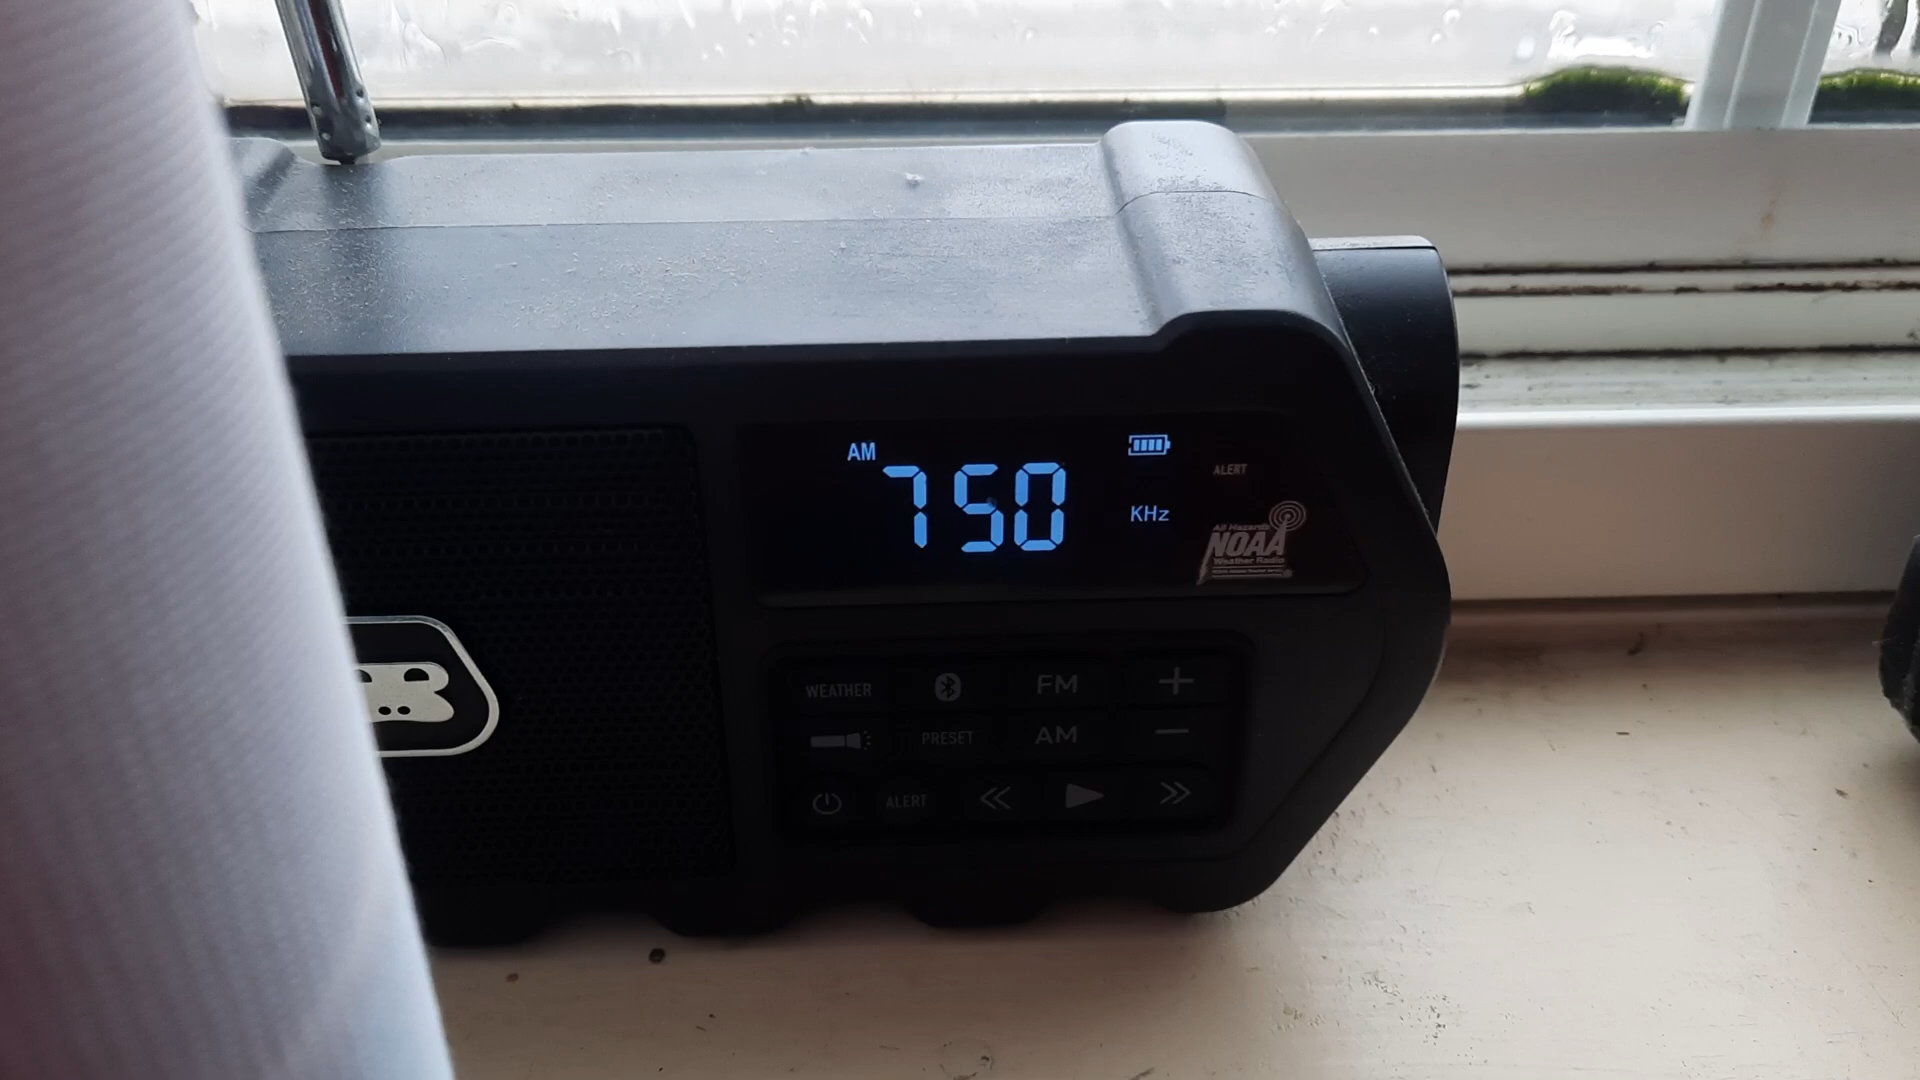 AM
750
KHz
ALERT
All Hazards
NOAA
Weather Radio
WEATHER
FM
+
PRESET
AM
−
ALERT